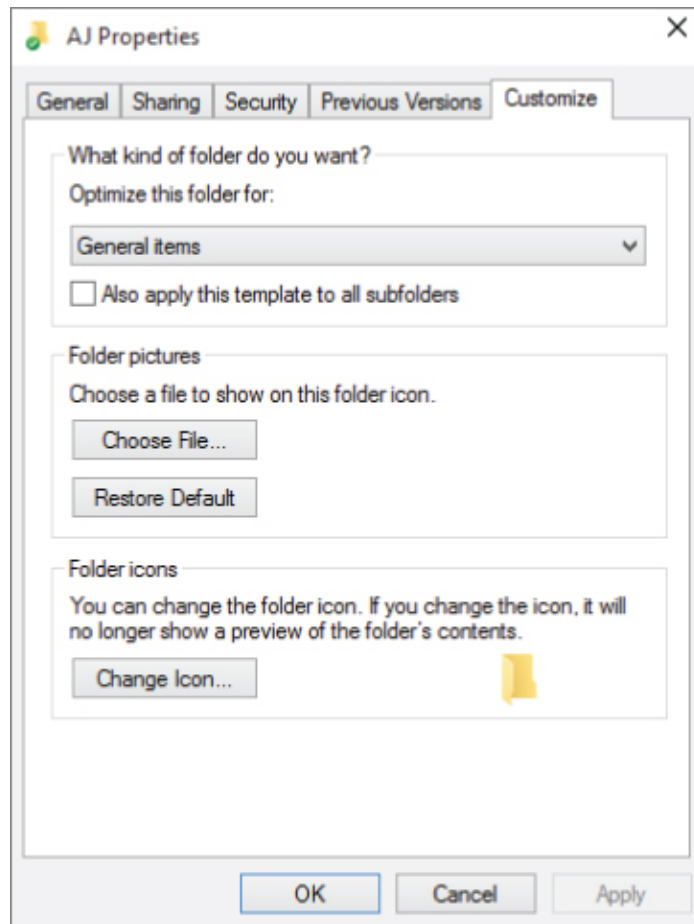 AJ Properties
General Sharing Security Previous Versions Customize
What kind of folder do you want?
Optimize this folder for:
General items
Also apply this template to all subfolders
Folder pictures
Choose a file to show on this folder icon.
Choose File...
Restore Default
Folder icons
You can change the folder icon. If you change the icon, it will
no longer show a preview of the folder's contents.
Change Icon...
OK Cancel Apply